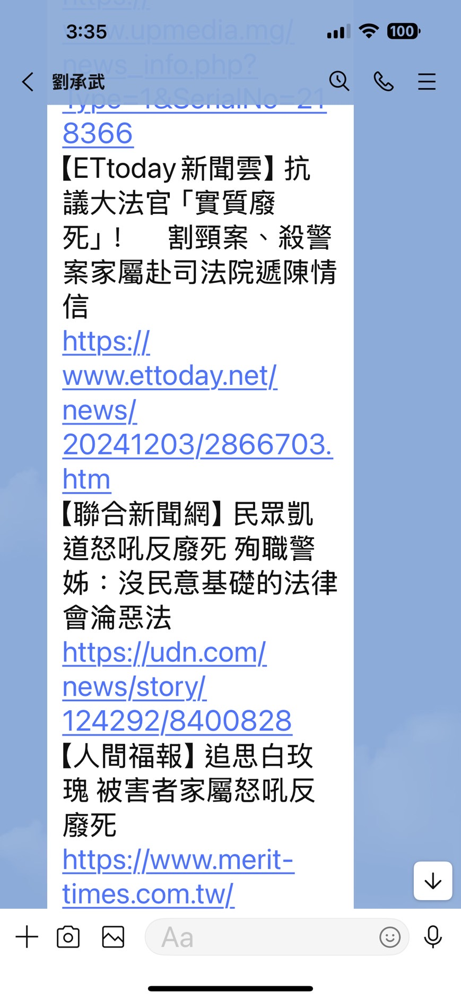 https://
www.upmedia.mg/
3:35
100
news_info.php?
劉承武
Type=1&SerialNo=21
8366
【ETtoday新聞雲】抗
議大法官「實質廢
死」!　割頸案、殺警
案家屬赴司法院遞陳情
信
https://
www.ettoday.net/
news/
20241203/2866703.
htm
【聯合新聞網】民眾凱
道怒吼反廢死 殉職警
姊：沒民意基礎的法律
會淪惡法
https://udn.com/
news/story/
124292/8400828
【人間福報】追思白玫
瑰 被害者家屬怒吼反
廢死
https://www.merit-
times.com.tw/
Aa